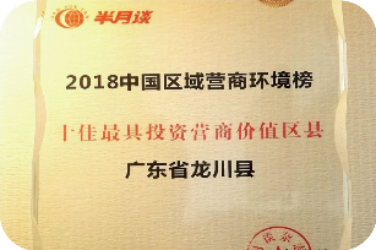 半月谈
2018中国区域营商环境榜
十佳最具投资营商价值区县
广东省龙川县